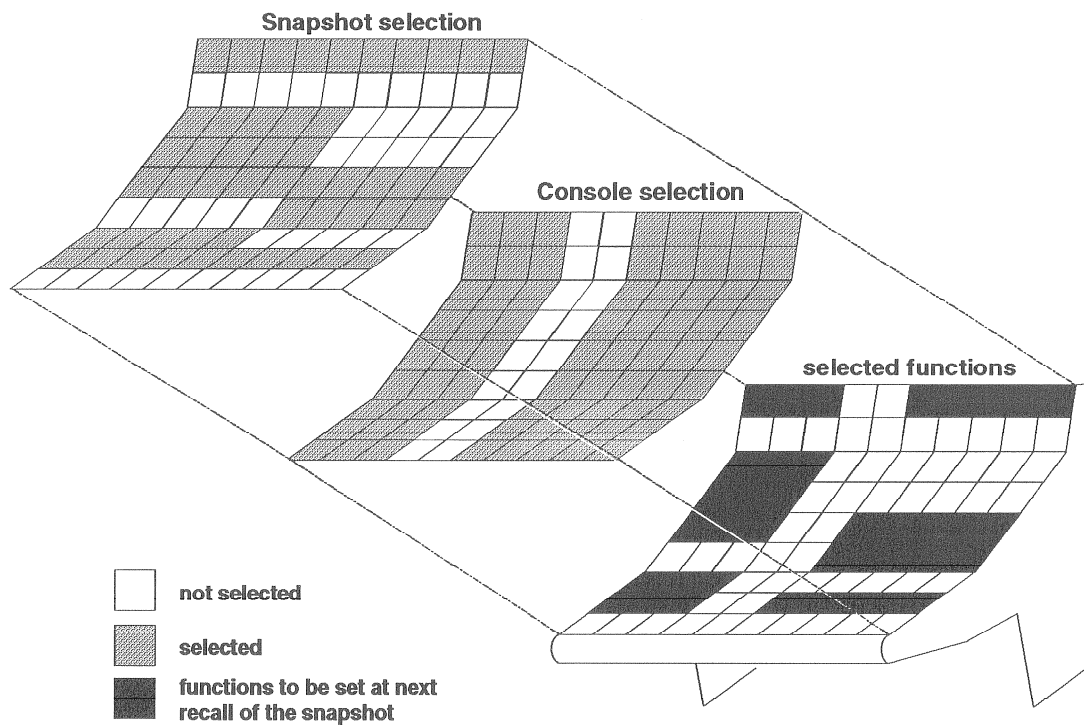 Snapshot selection
Console selection
selected functions
not selected
selected
functions to be set at next
recall of the snapshot